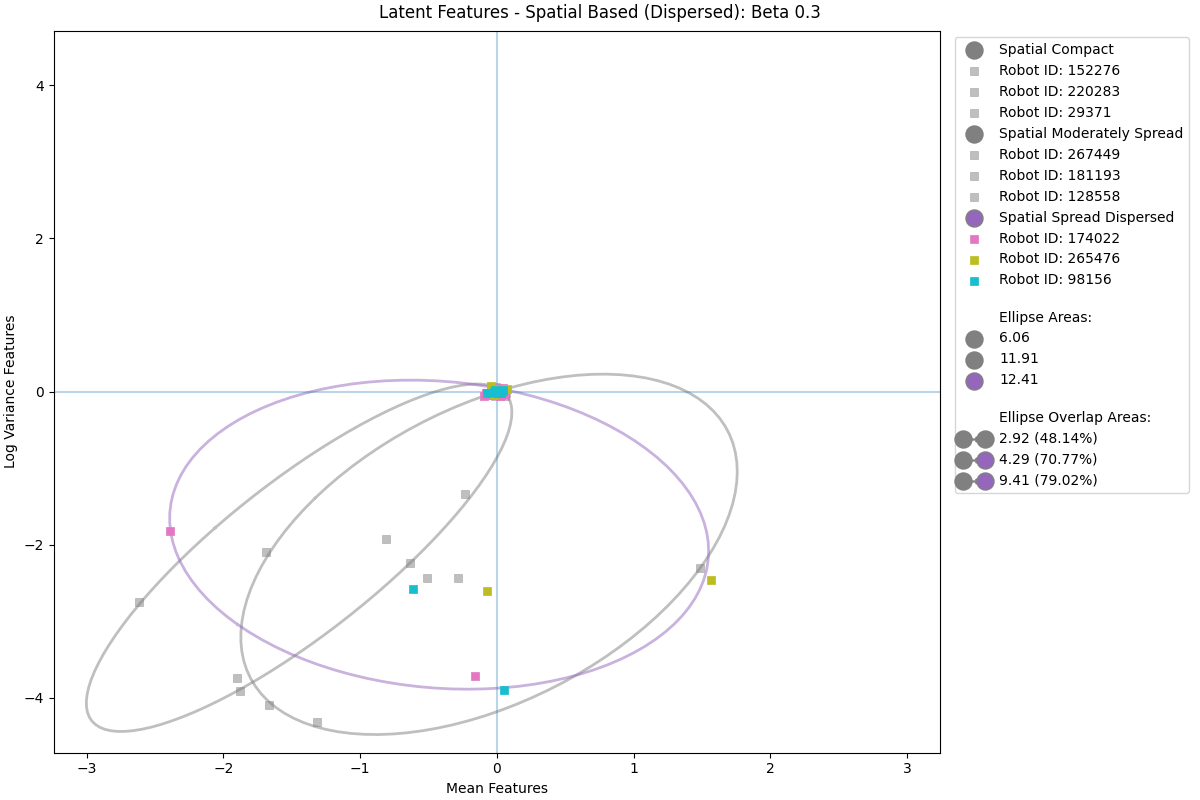 Latent Features - Spatial Based (Dispersed): Beta 0.3
Spatial Compact
Robot ID: 152276
Robot ID: 220283
Robot ID: 29371
Spatial Moderately Spread
Robot ID: 267449
Robot ID: 181193
Robot ID: 128558
Spatial Spread Dispersed
Robot ID: 174022
Robot ID: 265476
Robot ID: 98156
Ellipse Areas:
6.06
11.91
12.41
Ellipse Overlap Areas:
2.92 (48.14%)
4.29 (70.77%)
9.41 (79.02%)
Log Variance Features
4
2
0
−2
−4
−3 −2 −1 0 1 2 3
Mean Features